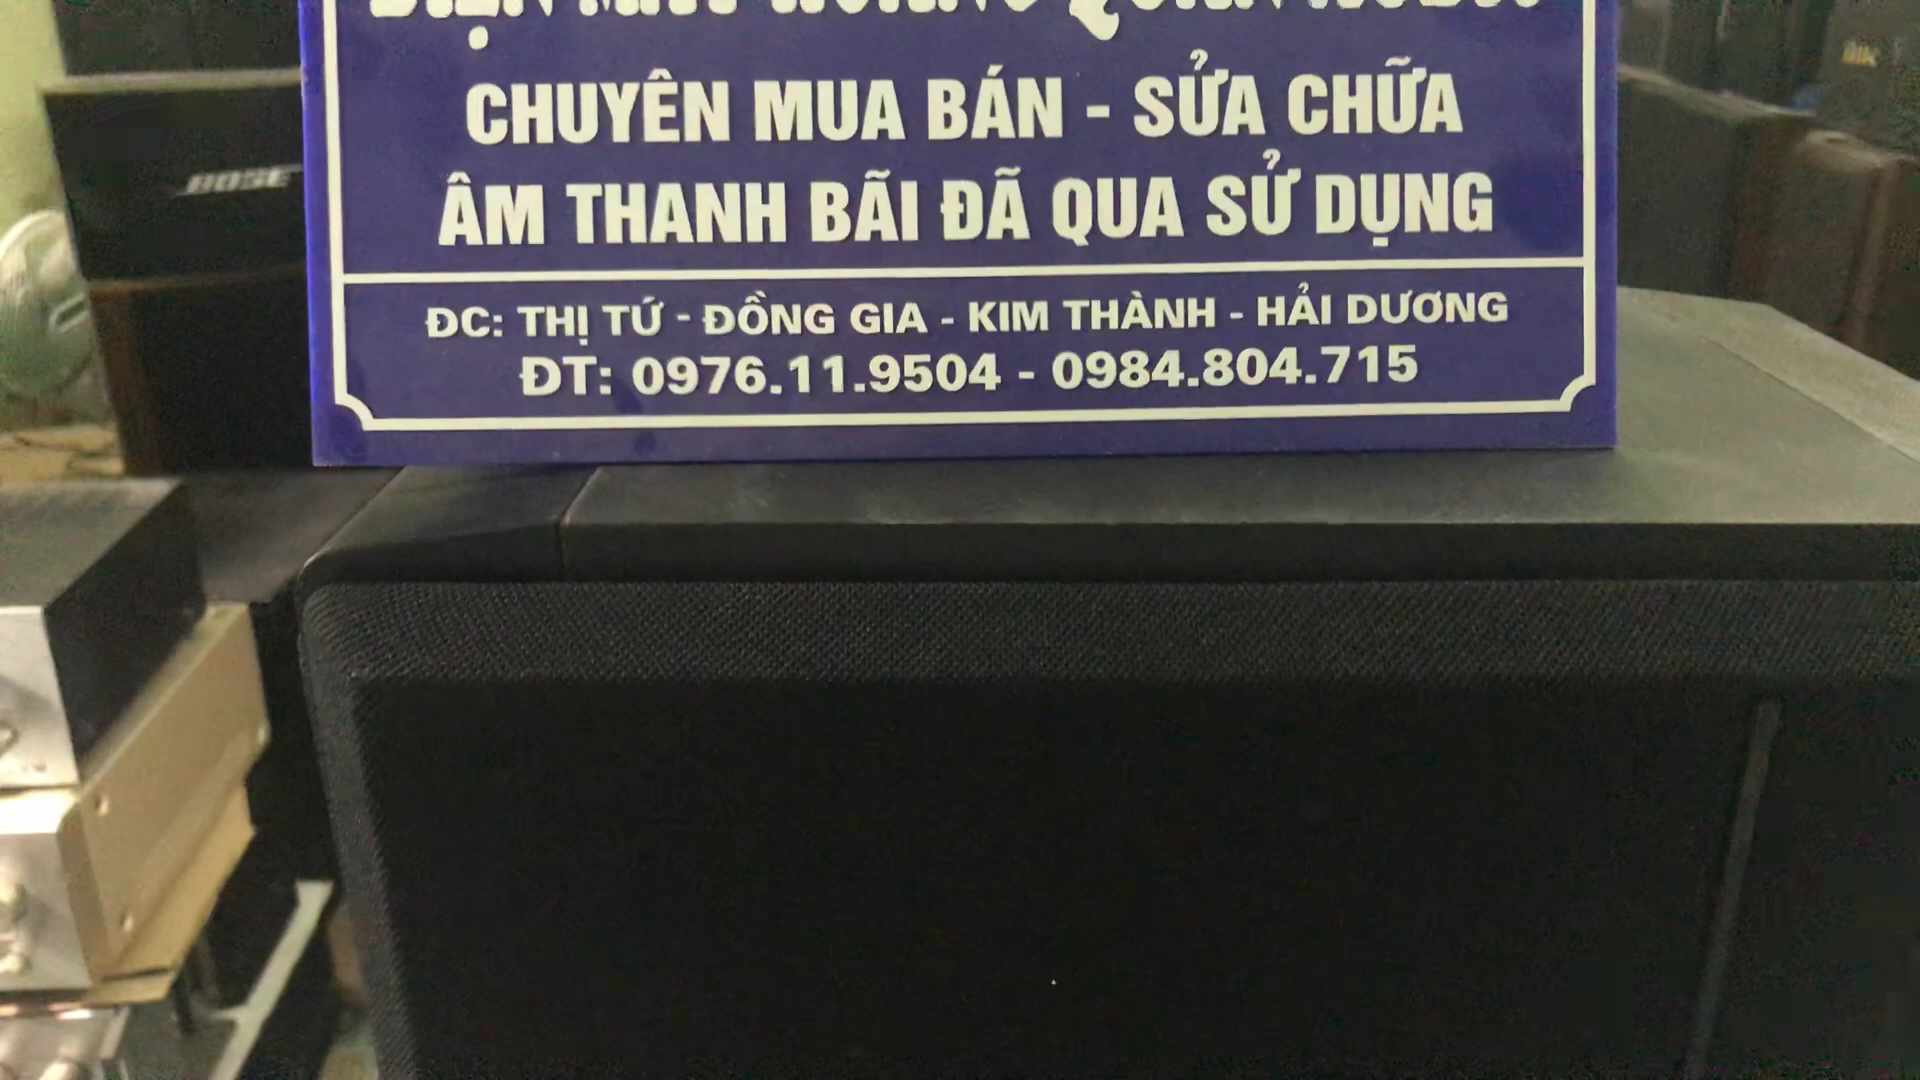 CHUYÊN MUA BÁN - SỬA CHỮA
ÂM THANH BÃI ĐÃ QUA SỬ DỤNG
ĐC: THỊ TỨ - ĐỒNG GIA - KIM THÀNH - HẢI DƯƠNG
ĐT: 0976.11.9504 - 0984.804.715
BOSE